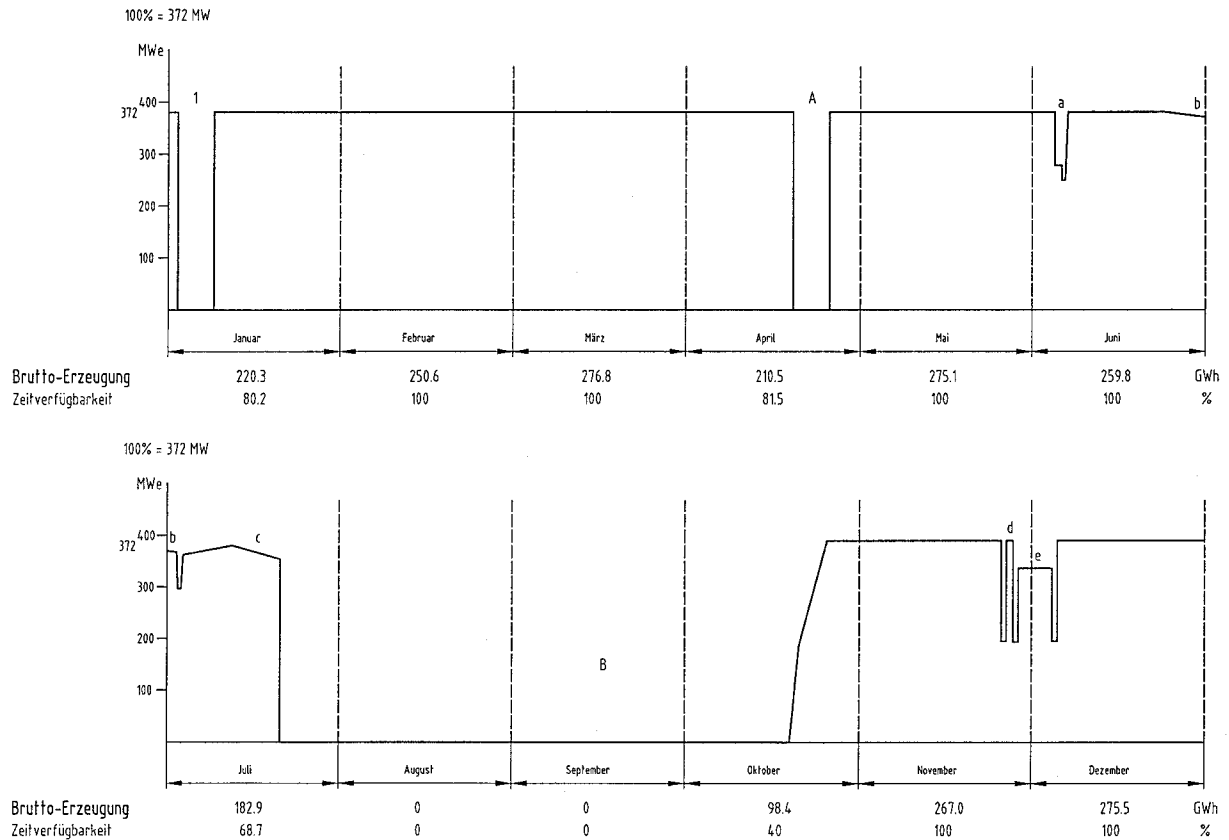 100% = 372 MW
MWe
1 A a b
400
372
300
200
100
Januar Februar März April Mai Juni
Brutto-Erzeugung 220.3 250.6 276.8 210.5 275.1 259.8 GWh
Zeitverfügbarkeit 80.2 100 100 81.5 100 100 %
100% = 372 MW
MWe
b c d
400
372
e
300
200
B
100
Juli August September Oktober November Dezember
Brutto-Erzeugung 182.9 0 0 98.4 267.0 275.5 GWh
Zeitverfügbarkeit 68.7 0 0 40 100 100 %